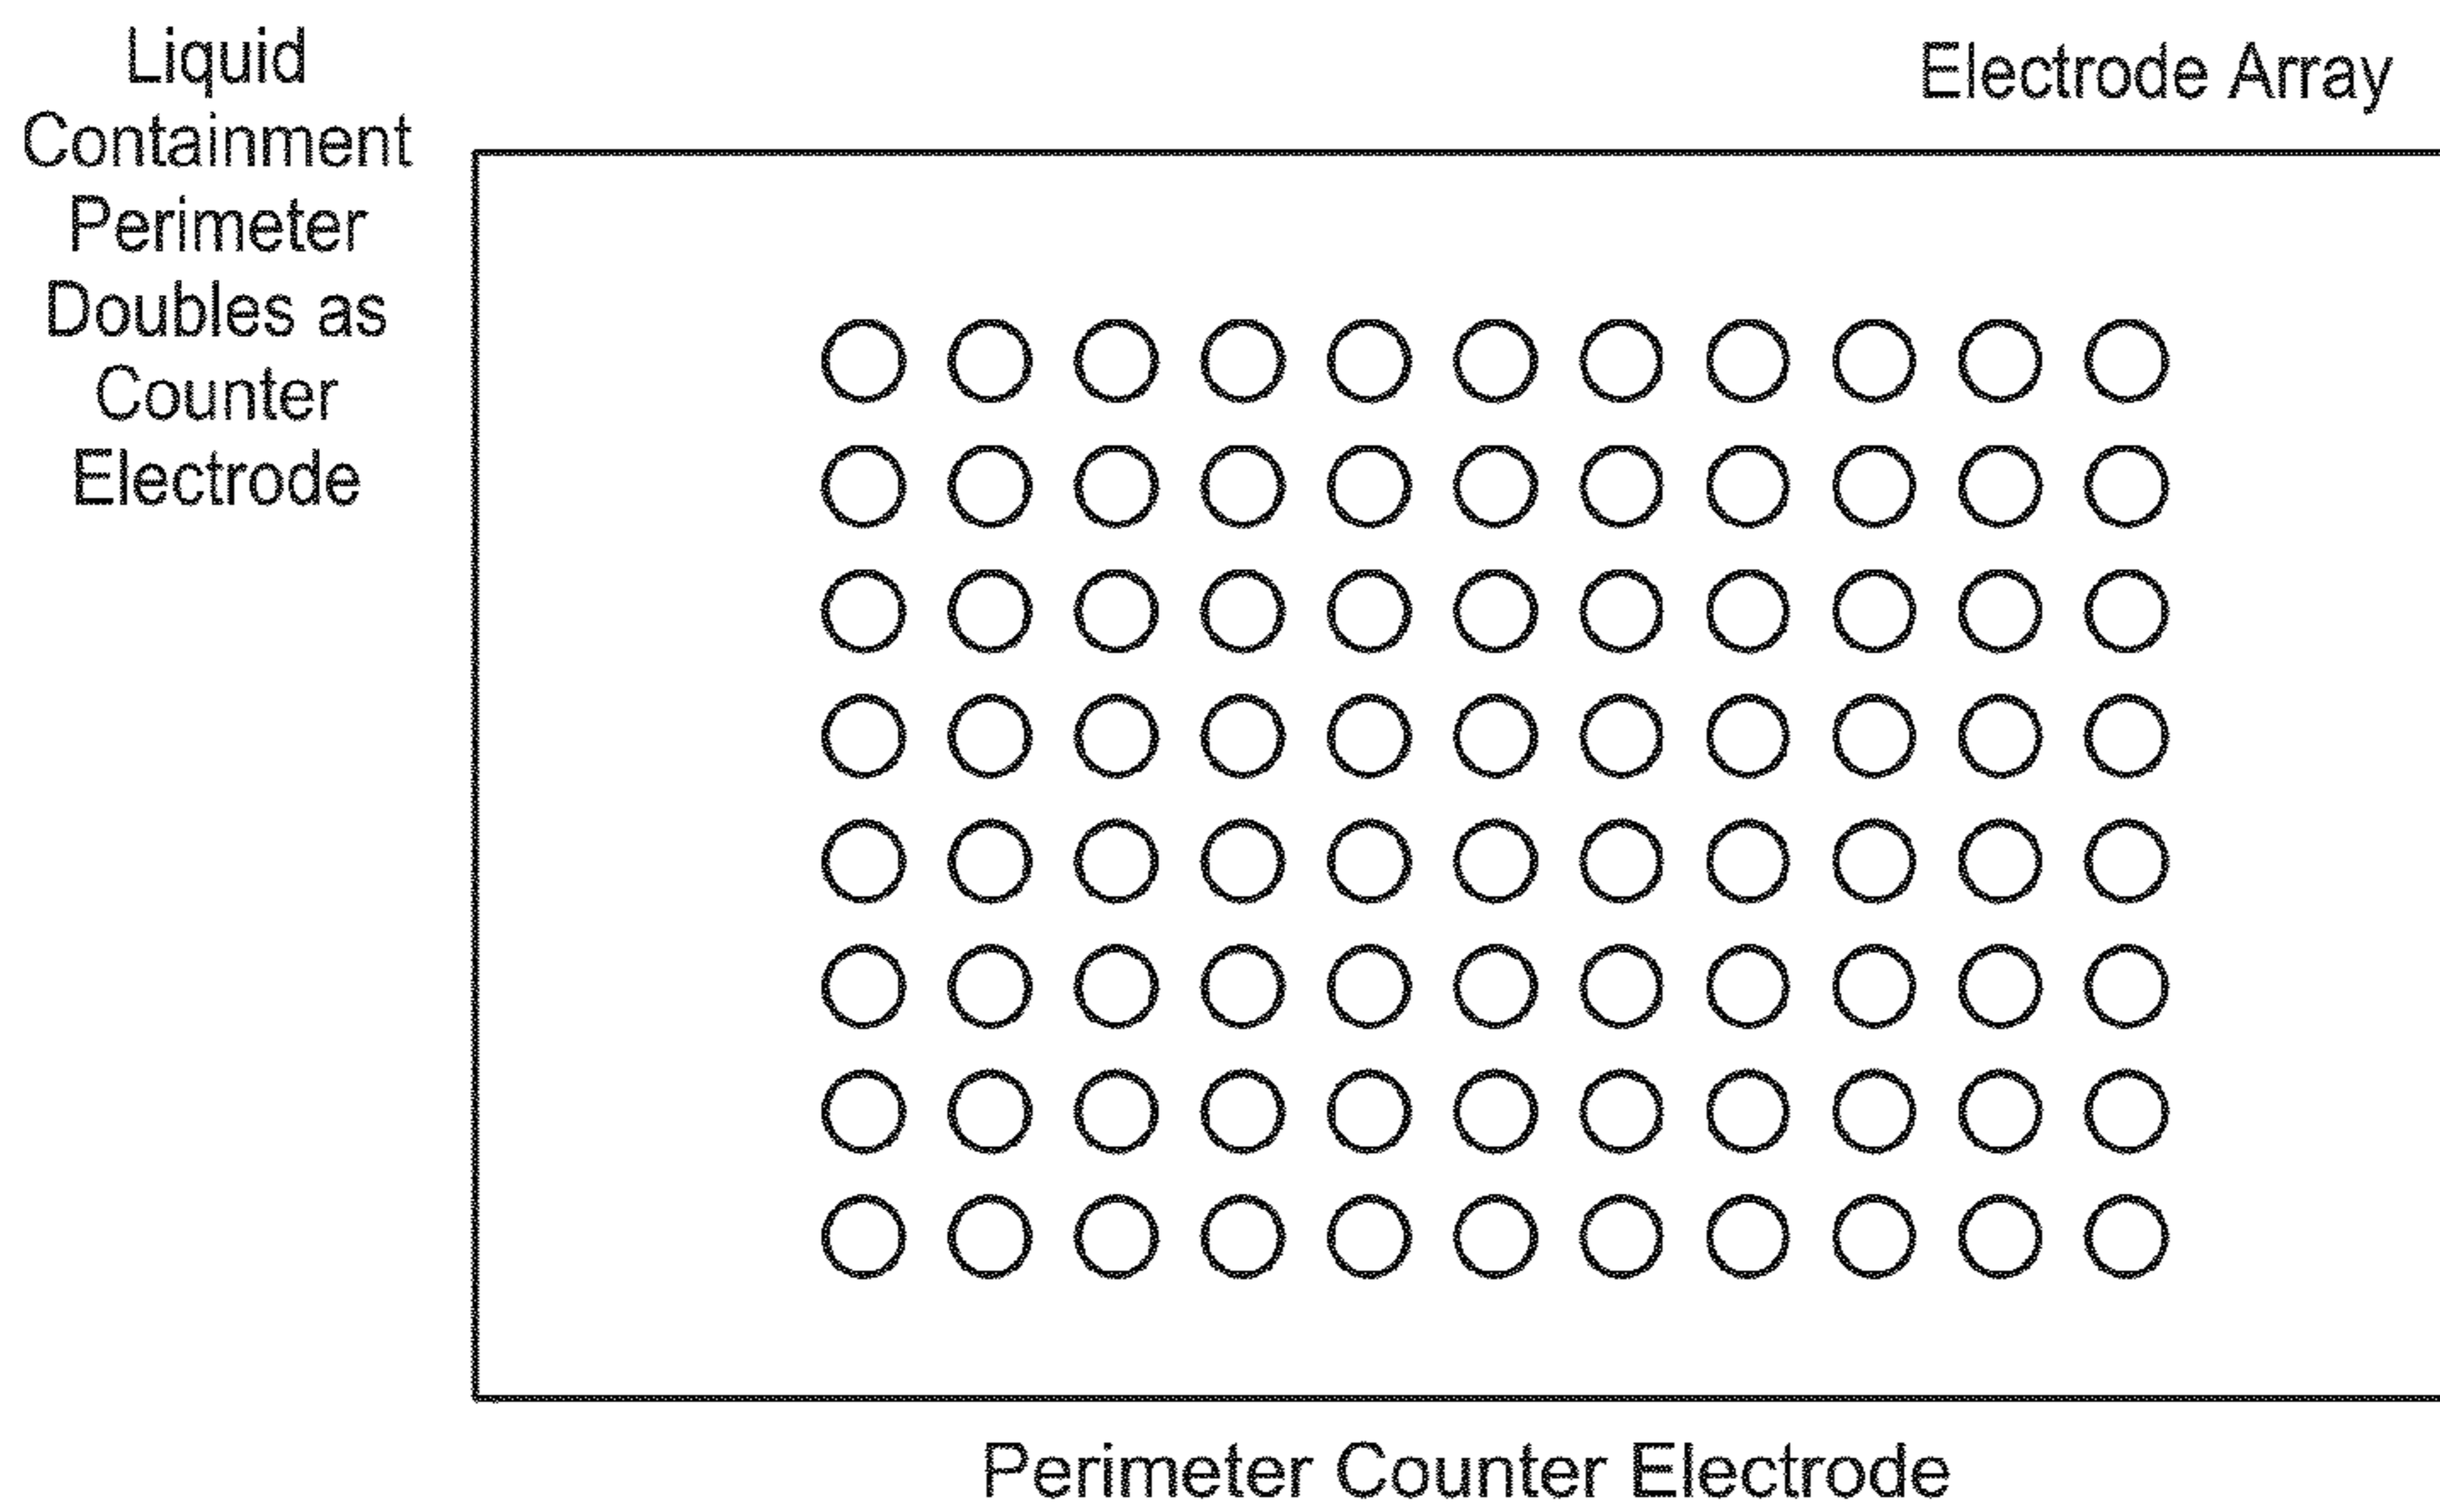 Liquid
Containment
Perimeter
Doubles as
Counter
Electrode
Electrode Array
Perimeter Counter Electrode